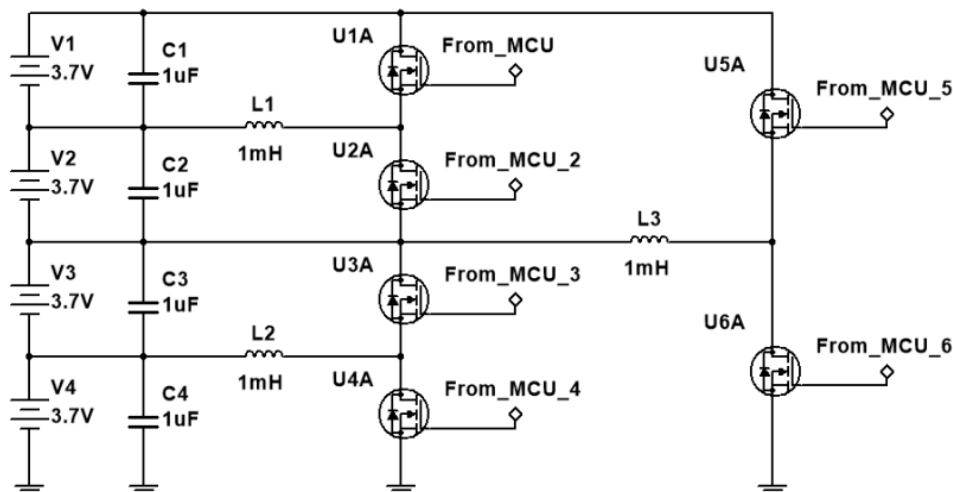 V1
3.7V
C1
1uF
U1A
From_MCU
U5A
From_MCU_5
L1
1mH
V2
3.7V
C2
1uF
U2A
From_MCU_2
L3
1mH
V3
3.7V
C3
1uF
U3A
From_MCU_3
U6A
From_MCU_6
L2
1mH
V4
3.7V
C4
1uF
U4A
From_MCU_4